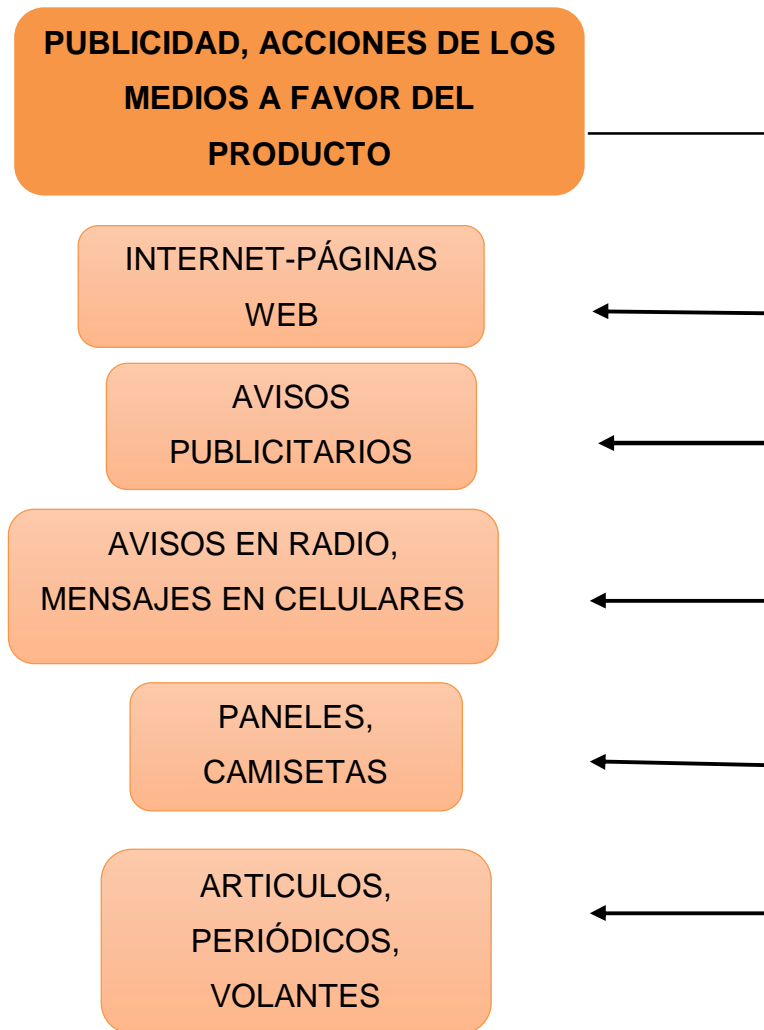 PUBLICIDAD, ACCIONES DE LOS
MEDIOS A FAVOR DEL
PRODUCTO
INTERNET-PÁGINAS
WEB
AVISOS
PUBLICITARIOS
AVISOS EN RADIO,
MENSAJES EN CELULARES
PANELES,
CAMISETAS
ARTICULOS,
PERIÓDICOS,
VOLANTES